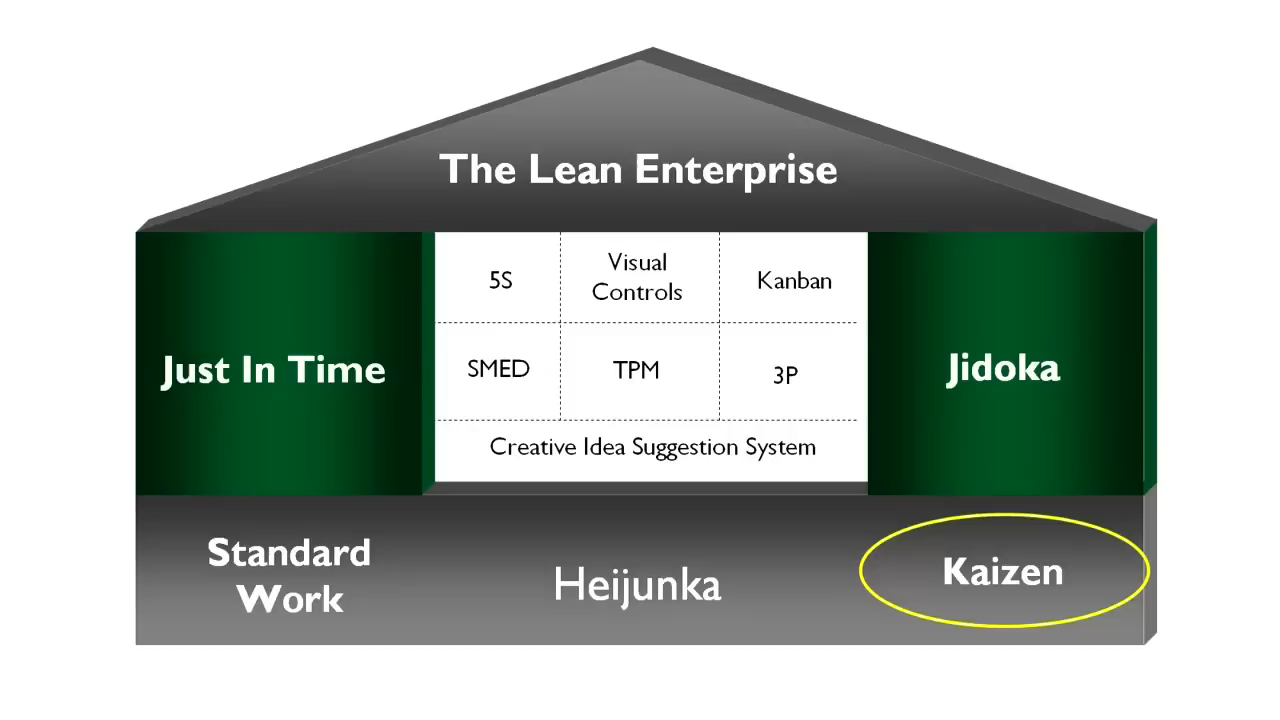 The Lean Enterprise
5S
Visual
Controls
Kanban
Just In Time
SMED
TPM
3P
Jidoka
Creative Idea Suggestion System
Standard
Work
Heijunka
Kaizen